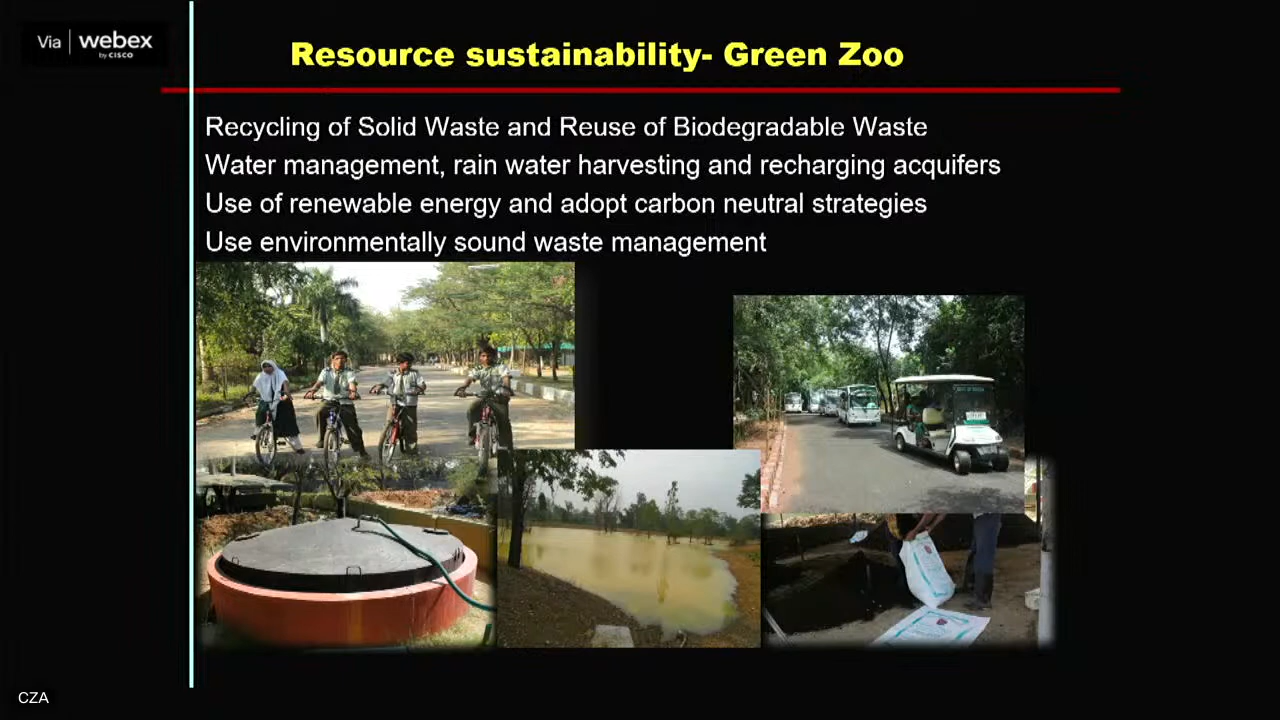 Via webex
by CISCO
Resource sustainability- Green Zoo
Recycling of Solid Waste and Reuse of Biodegradable Waste
Water management, rain water harvesting and recharging acquifers
Use of renewable energy and adopt carbon neutral strategies
Use environmentally sound waste management
CZA